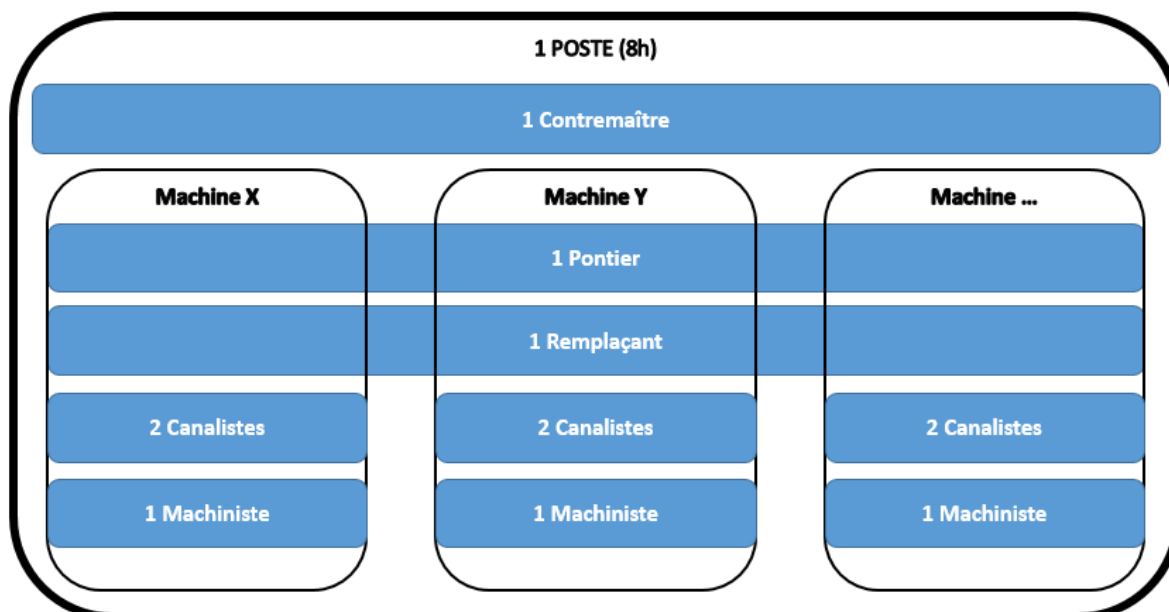 1 POSTE (8h)
1 Contremaître
Machine X
Machine Y
Machine ...
1 Pontier
1 Remplaçant
2 Canalistes
2 Canalistes
2 Canalistes
1 Machiniste
1 Machiniste
1 Machiniste